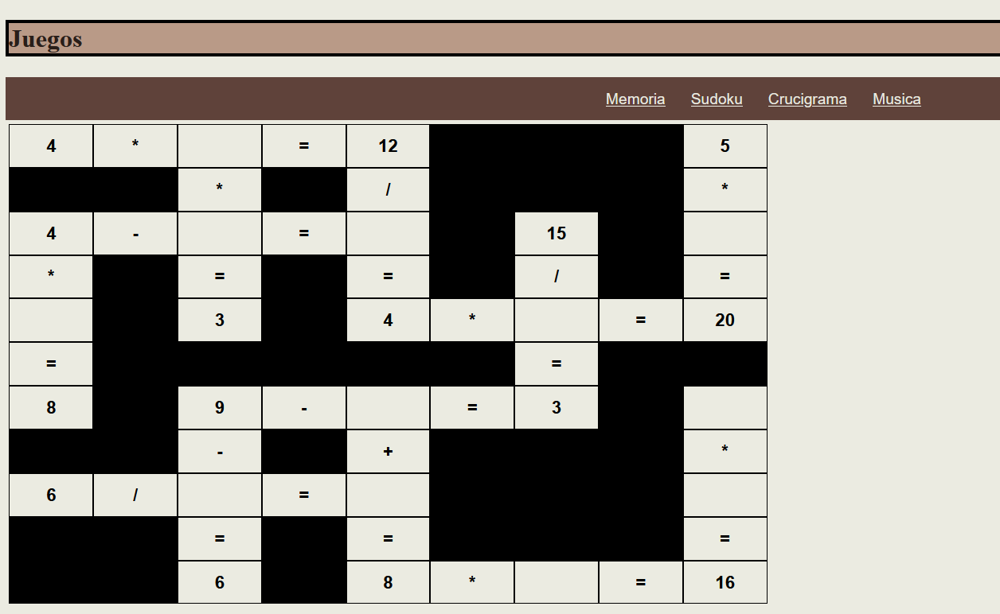 Juegos
Memoria Sudoku Crucigrama Musica
4 * = 12 5
* / *
4 - = 15
* = = / =
3 4 * = 20
= =
8 9 - = 3
- + *
6 / =
= = =
6 8 * = 16